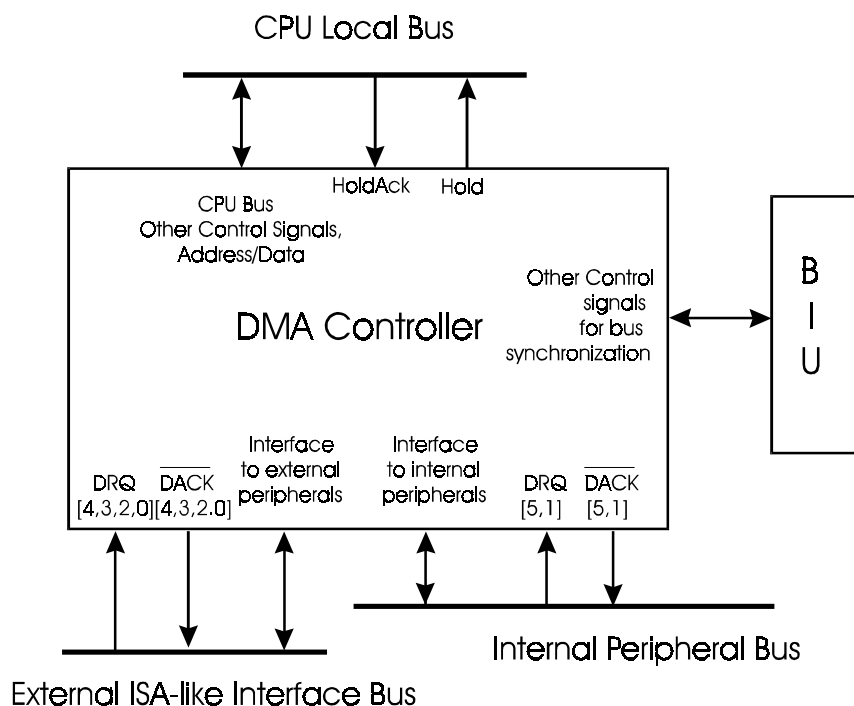 CPU Local Bus
HoldAck Hold
CPU Bus
Other Control Signals,
Address/Data
Other Control
signals
for bus
synchronization
DMA Controller
B
I
U
Interface
to external
peripherals
Interface
to internal
peripherals
DRQ
[4,3,2,0]
DACK
[4,3,2.0]
DRQ
[5,1]
DACK
[5,1]
Internal Peripheral Bus
External ISA-like Interface Bus